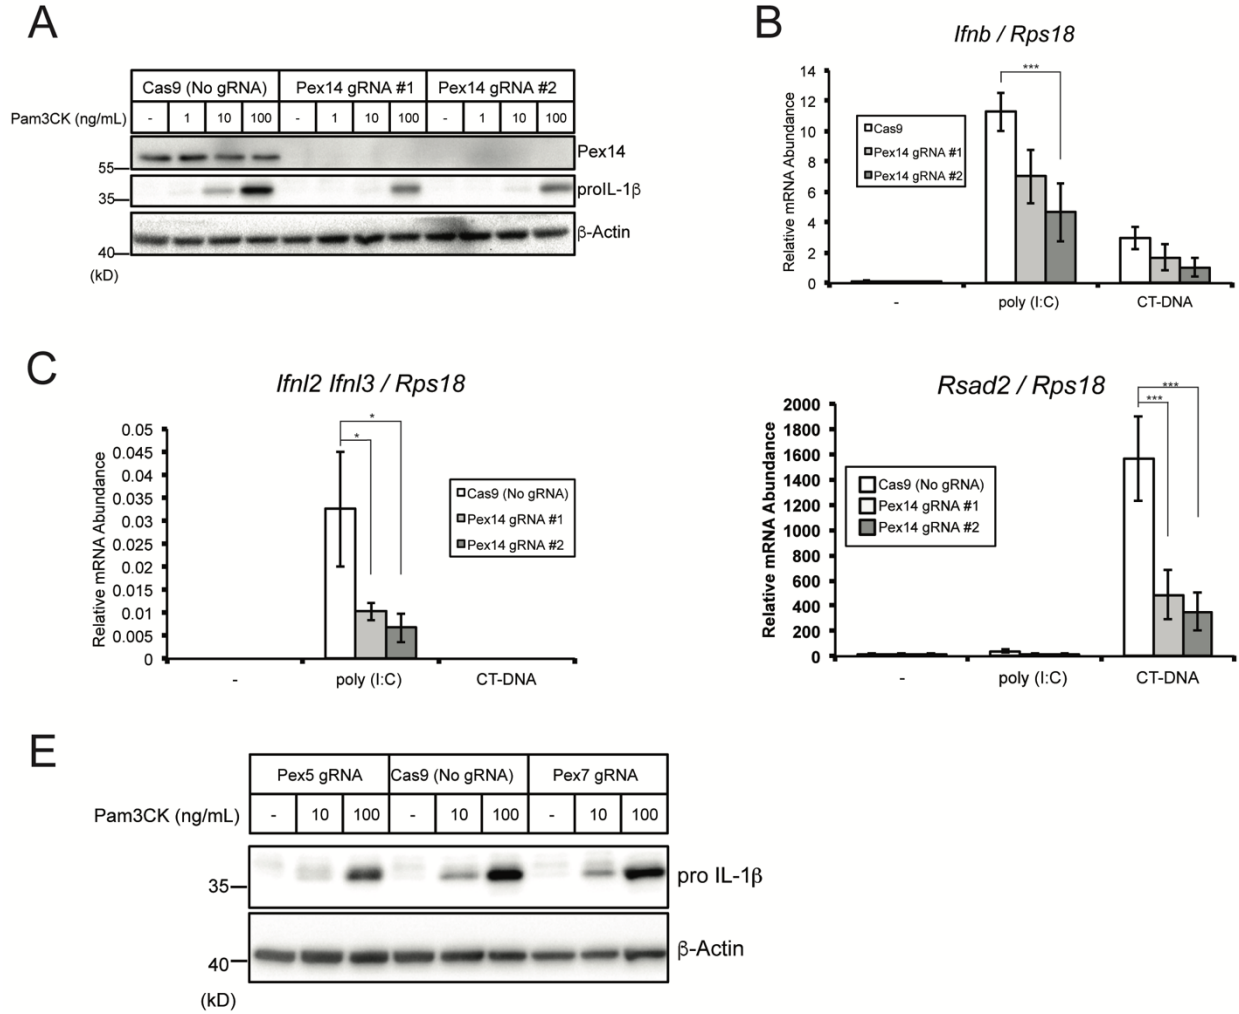 A
Cas9 (No gRNA) Pex14 gRNA #1 Pex14 gRNA #2
Pam3CK (ng/mL) - 1 10 100 - 1 10 100 - 1 10 100
Pex14
55
proIL-1β
35
β-Actin
40
(kD)
B
Ifnb / Rps18
Relative mRNA Abundance
14
12
10
8
6
4
2
0
***
Cas9
Pex14 gRNA #1
Pex14 gRNA #2
- poly (I:C) CT-DNA
C
Ifnl2 Ifnl3 / Rps18
Relative mRNA Abundance
0.05
0.045
0.04
0.035
0.03
0.025
0.02
0.015
0.01
0.005
0
*
*
Cas9 (No gRNA)
Pex14 gRNA #1
Pex14 gRNA #2
- poly (I:C) CT-DNA
Rsad2 / Rps18
Relative mRNA Abundance
2000
1800
1600
1400
1200
1000
800
600
400
200
0
***
***
Cas9 (No gRNA)
Pex14 gRNA #1
Pex14 gRNA #2
- poly (I:C) CT-DNA
E
Pex5 gRNA Cas9 (No gRNA) Pex7 gRNA
Pam3CK (ng/mL) - 10 100 - 10 100 - 10 100
pro IL-1β
35
β-Actin
40
(kD)